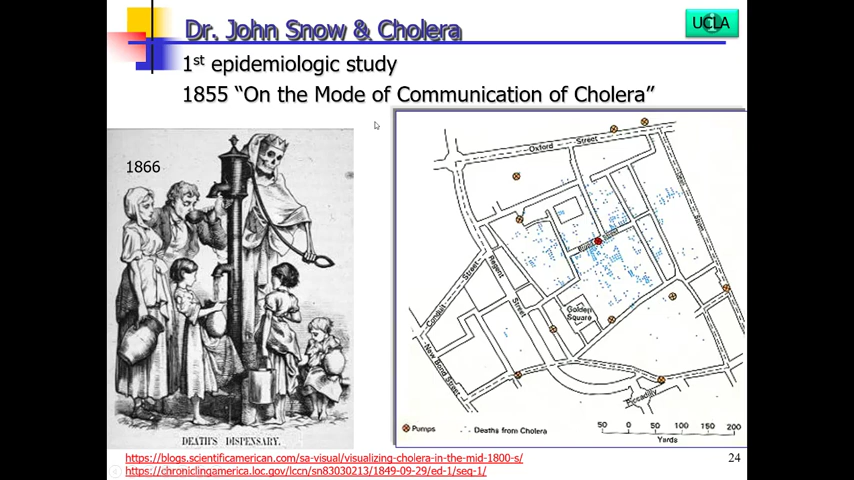 Dr. John Snow & Cholera
UCLA
1st epidemiologic study
1855 “On the Mode of Communication of Cholera”
1866
Oxford Street
Regent Street
Conduit Street
New Bond Street
Golden
Square
Piccadilly
Pumps
Deaths from Cholera
50 0 50 100 150 200
Yards
DEATH'S DISPENSARY.
https://blogs.scientificamerican.com/sa-visual/visualizing-cholera-in-the-mid-1800-s/
https://chroniclingamerica.loc.gov/lccn/sn83030213/1849-09-29/ed-1/seq-1/
24